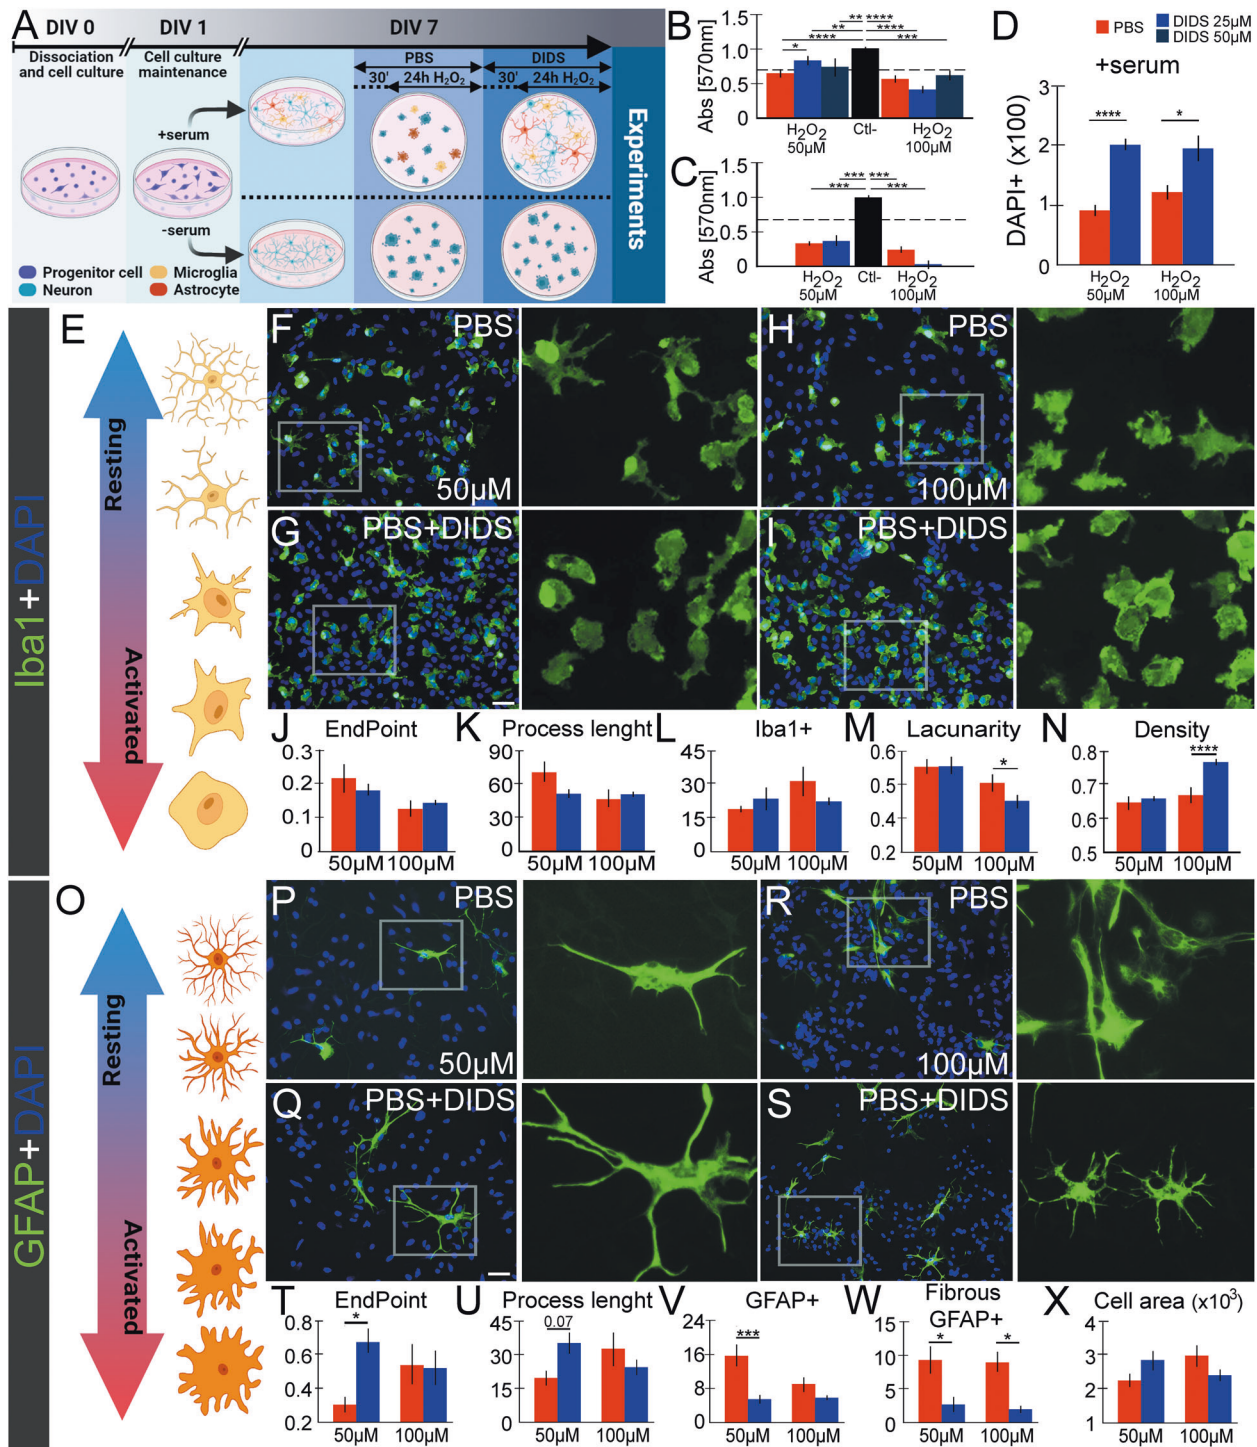 A
DIV 0
DIV 1
DIV 7
Dissociation
and cell culture
Cell culture
maintenance
PBS
DIDS
30'
24h H₂O₂
30'
24h H₂O₂
+serum
-serum
Experiments
Progenitor cell
Microglia
Neuron
Astrocyte
B
Abs [570nm]
1.5
1.0
0.5
0
** ****
** ****
**** ***
*
H₂O₂
50µM
Ctl-
H₂O₂
100µM
C
Abs [570nm]
1.5
1.0
0.5
0
*** ***
*** ***
H₂O₂
50µM
Ctl-
H₂O₂
100µM
D
PBS
DIDS 25µM
DIDS 50µM
+serum
DAPI+ (x100)
3
2
1
0
****
*
H₂O₂
50µM
H₂O₂
100µM
Iba1+DAPI
E
Resting
Activated
F
PBS
50µM
H
PBS
100µM
G
PBS+DIDS
I
PBS+DIDS
J
EndPoint
0.3
0.2
0.1
0
50µM 100µM
K
Process lenght
90
60
30
0
50µM 100µM
L
Iba1+
45
30
15
0
50µM 100µM
M
Lacunarity
0.6
0.5
0.4
0.2
*
50µM 100µM
N
Density
0.8
0.7
0.6
0.5
****
50µM 100µM
GFAP+DAPI
O
Resting
Activated
P
PBS
50µM
R
PBS
100µM
Q
PBS+DIDS
S
PBS+DIDS
T
EndPoint
0.8
0.6
0.4
0.2
*
50µM 100µM
U
Process lenght
45
30
15
0
0.07
50µM 100µM
V
GFAP+
24
16
8
0
***
50µM 100µM
W
Fibrous
GFAP+
15
10
5
0
*
*
50µM 100µM
X
Cell area (x10³)
4
3
2
1
50µM 100µM